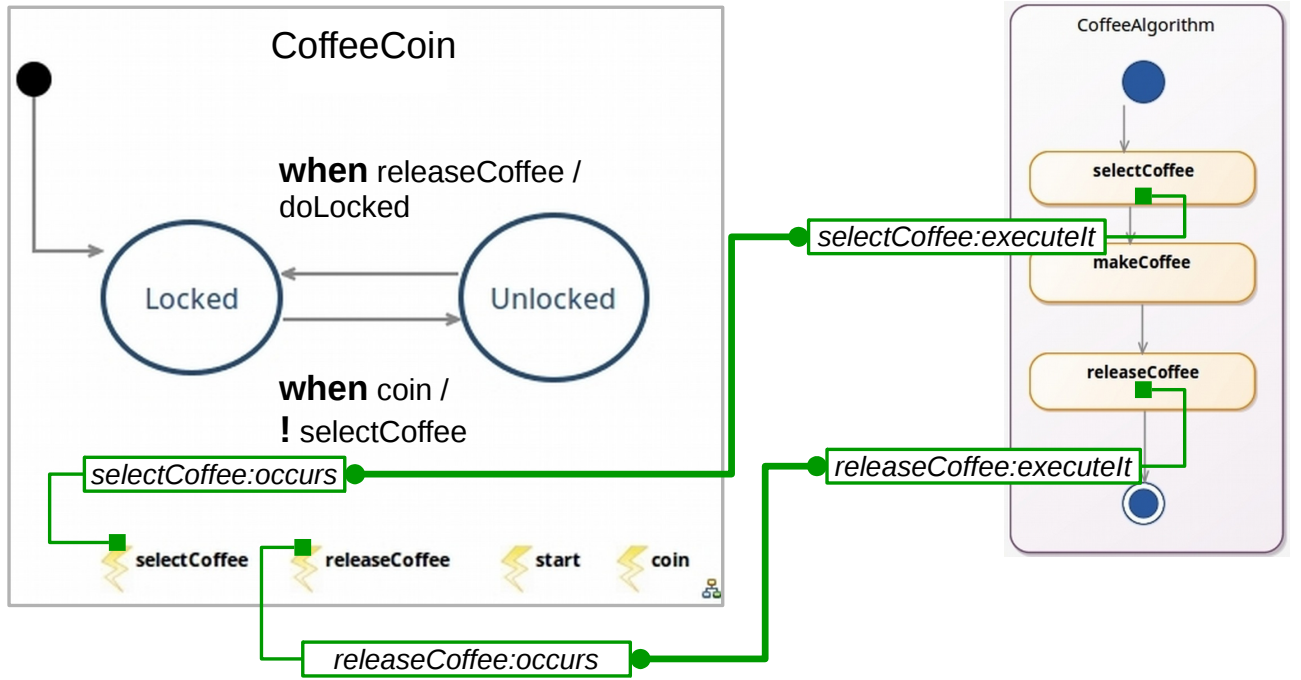 CoffeeCoin
when releaseCoffee /
doLocked
Locked
Unlocked
when coin /
! selectCoffee
selectCoffee:occurs
selectCoffee
releaseCoffee
start
coin
releaseCoffee:occurs
CoffeeAlgorithm
selectCoffee
selectCoffee:executeIt
makeCoffee
releaseCoffee
releaseCoffee:executeIt